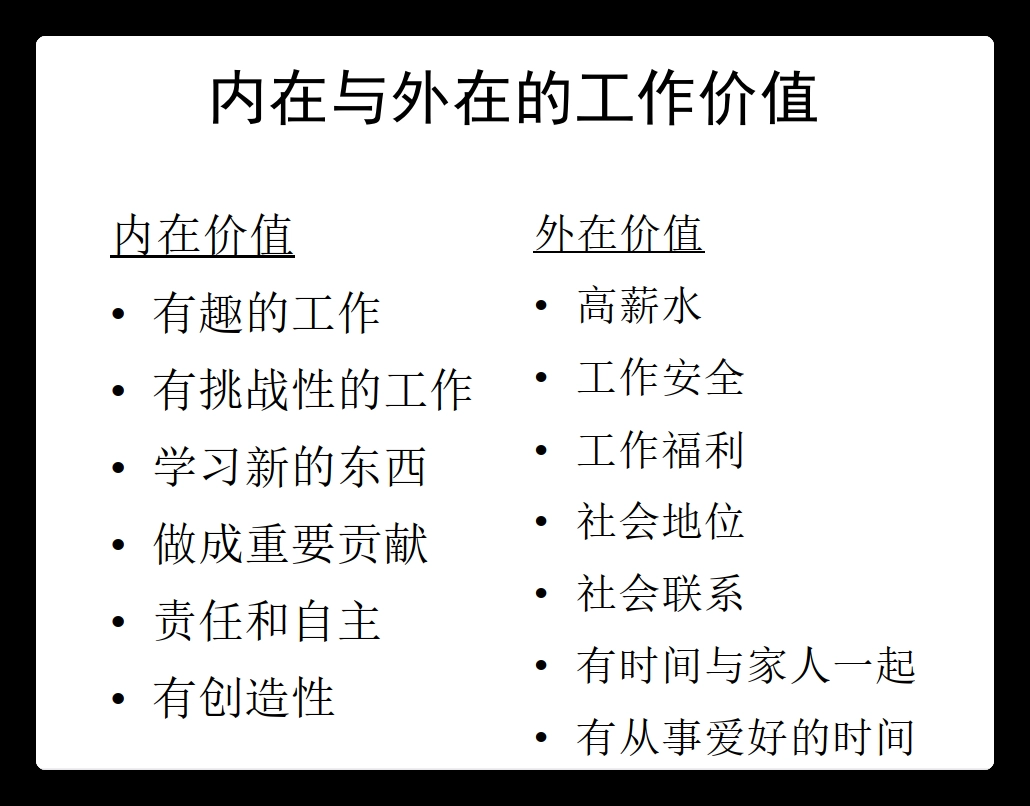 内在与外在的工作价值
内在价值
• 有趣的工作
• 有挑战性的工作
• 学习新的东西
• 做成重要贡献
• 责任和自主
• 有创造性
外在价值
• 高薪水
• 工作安全
• 工作福利
• 社会地位
• 社会联系
• 有时间与家人一起
• 有从事爱好的时间